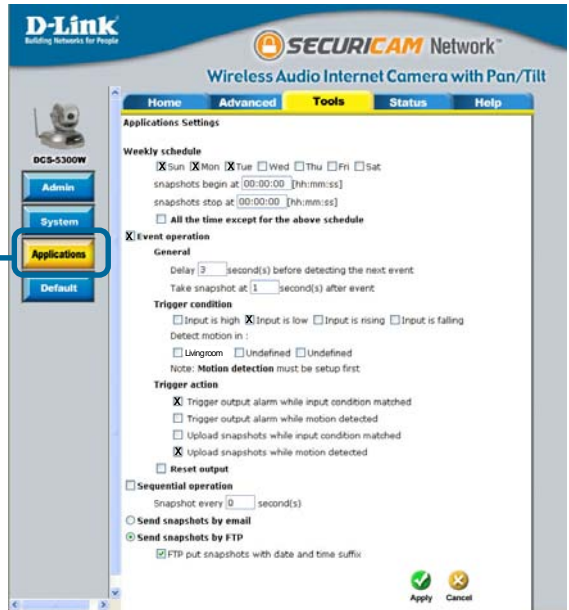 D-Link
Building Networks for People
SECURICAM Network™
Wireless Audio Internet Camera with Pan/Tilt
Home Advanced Tools Status Help
DCS-5300W
Admin
System
Applications
Default
Applications Settings
Weekly schedule
Sun Mon Tue Wed Thu Fri Sat
snapshots begin at 00:00:00 [hh:mm:ss]
snapshots stop at 00:00:00 [hh:mm:ss]
All the time except for the above schedule
Event operation
General
Delay 3 second(s) before detecting the next event
Take snapshot at 1 second(s) after event
Trigger condition
Input is high Input is low Input is rising Input is falling
Detect motion in :
Livingroom Undefined Undefined
Note: Motion detection must be setup first
Trigger action
Trigger output alarm while input condition matched
Trigger output alarm while motion detected
Upload snapshots while input condition matched
Upload snapshots while motion detected
Reset output
Sequential operation
Snapshot every 0 second(s)
Send snapshots by email
Send snapshots by FTP
FTP put snapshots with date and time suffix
Apply Cancel